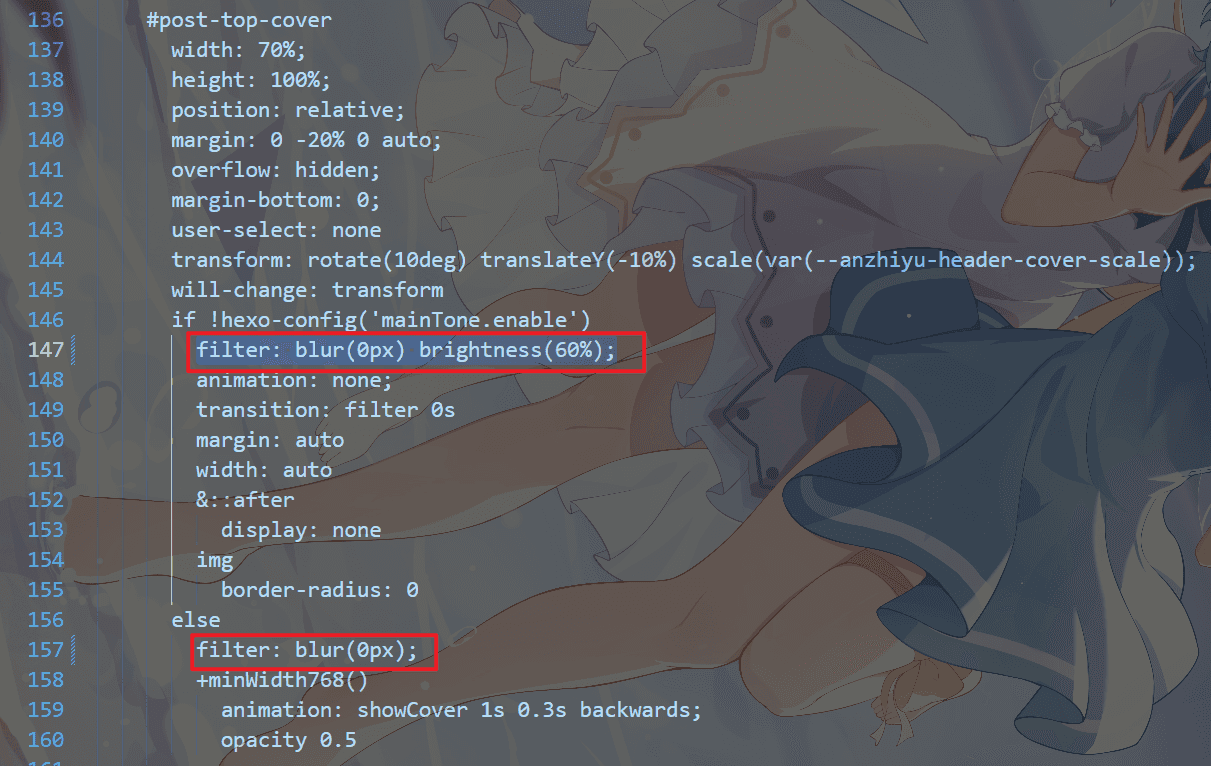 136 #post-top-cover
137 width: 70%;
138 height: 100%;
139 position: relative;
140 margin: 0 -20% 0 auto;
141 overflow: hidden;
142 margin-bottom: 0;
143 user-select: none
144 transform: rotate(10deg) translateY(-10%) scale(var(--anzhiyu-header-cover-scale));
145 will-change: transform
146 if !hexo-config('mainTone.enable')
147 filter: blur(0px) brightness(60%);
148 animation: none;
149 transition: filter 0s
150 margin: auto
151 width: auto
152 &::after
153 display: none
154 img
155 border-radius: 0
156 else
157 filter: blur(0px);
158 +minWidth768()
159 animation: showCover 1s 0.3s backwards;
160 opacity 0.5